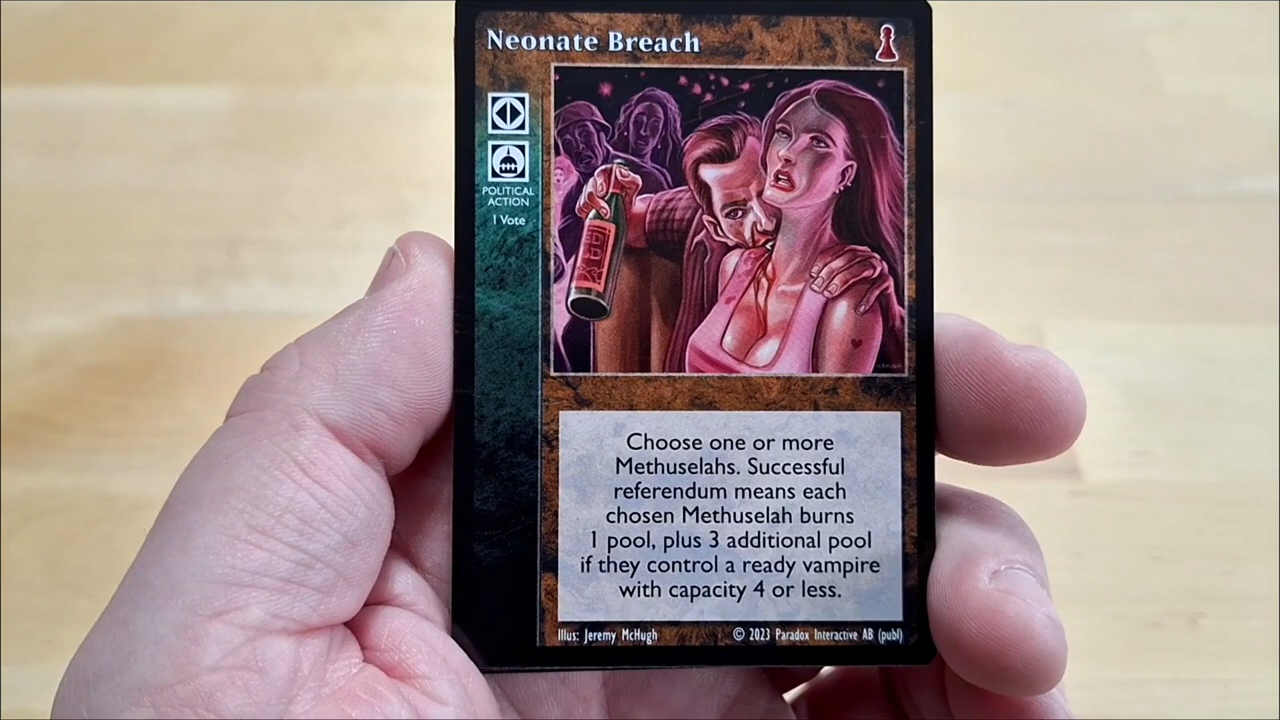 Neonate Breach
POLITICAL
ACTION
1 Vote
Choose one or more
Methuselahs. Successful
referendum means each
chosen Methuselah burns
1 pool, plus 3 additional pool
if they control a ready vampire
with capacity 4 or less.
Illus: Jeremy McHugh
© 2023 Paradox Interactive AB (publ)